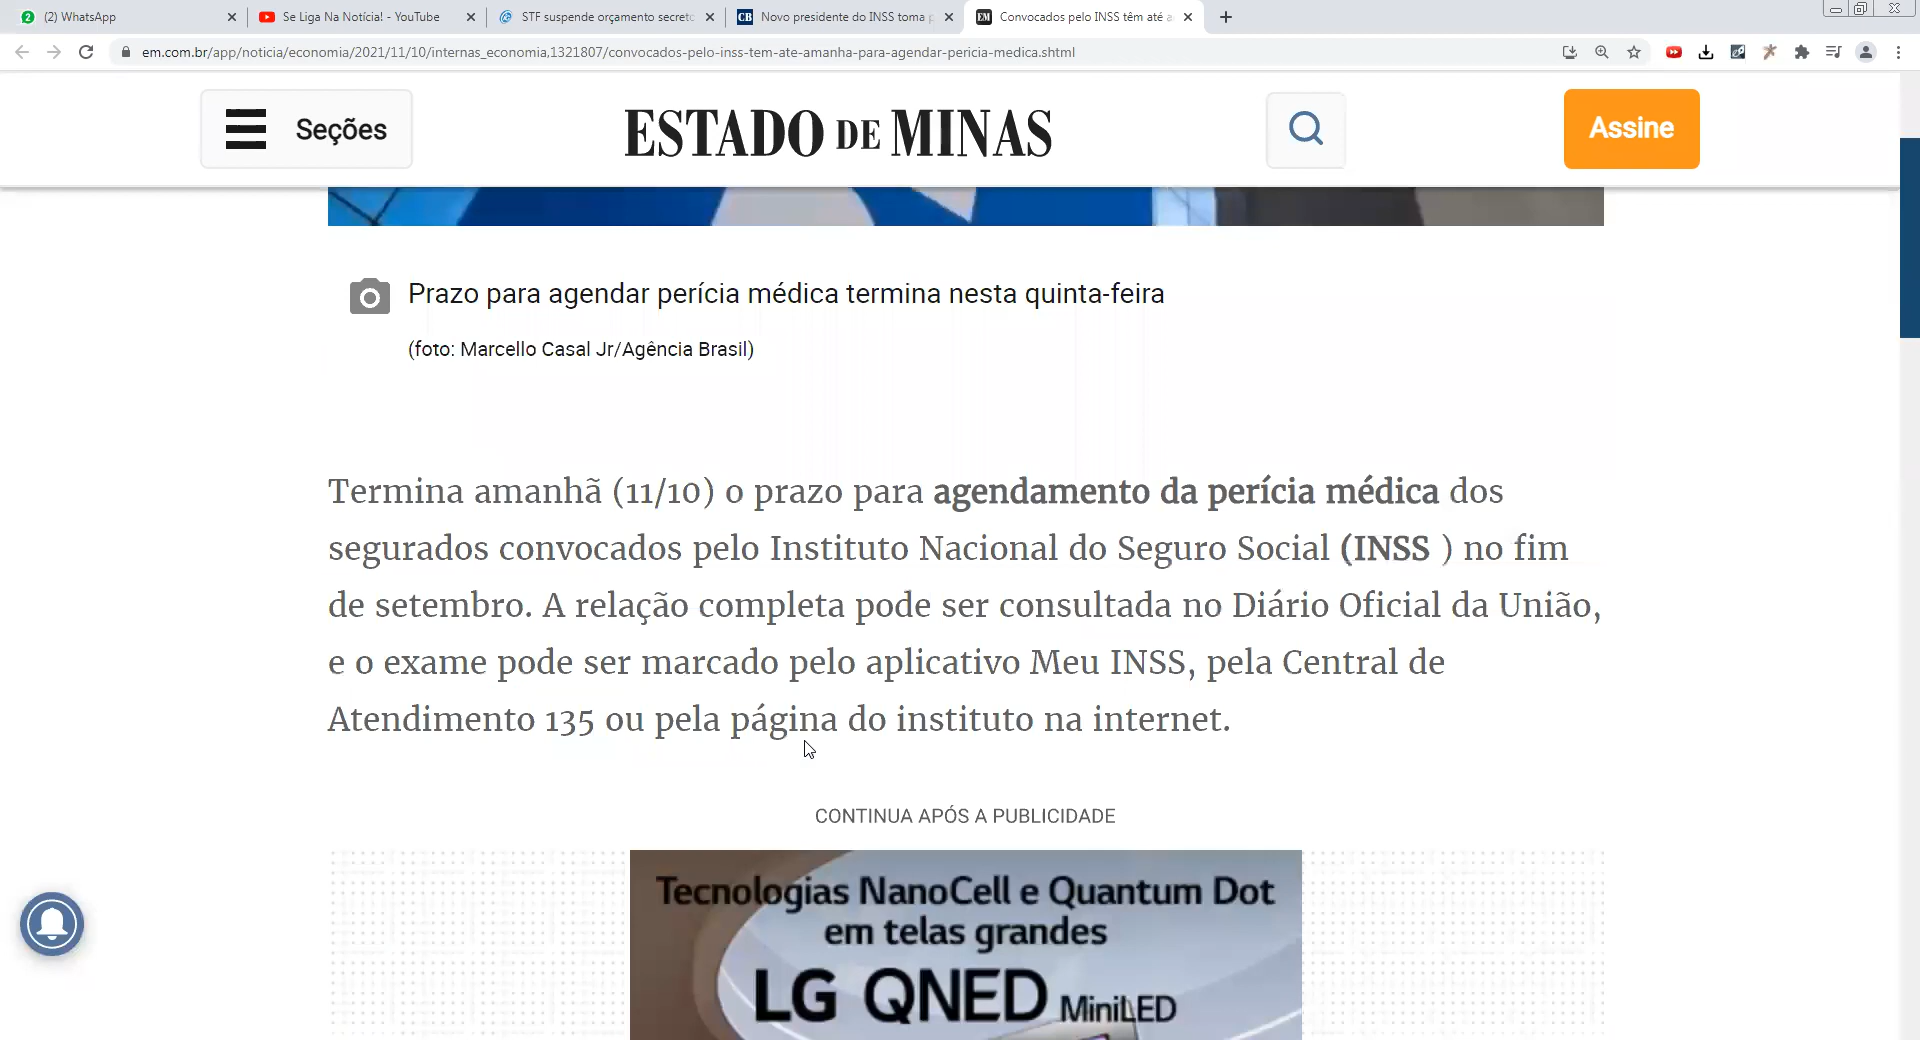 (2) WhatsApp
Se Liga Na Notícia! - YouTube
STF suspende orçamento secreto
Novo presidente do INSS toma p
Convocados pelo INSS têm até a
em.com.br/app/noticia/economia/2021/11/10/internas_economia,1321807/convocados-pelo-inss-tem-ate-amanha-para-agendar-pericia-medica.shtml
Seções
ESTADO DE MINAS
Assine
Prazo para agendar perícia médica termina nesta quinta-feira
(foto: Marcello Casal Jr/Agência Brasil)
Termina amanhã (11/10) o prazo para agendamento da perícia médica dos
segurados convocados pelo Instituto Nacional do Seguro Social (INSS ) no fim
de setembro. A relação completa pode ser consultada no Diário Oficial da União,
e o exame pode ser marcado pelo aplicativo Meu INSS, pela Central de
Atendimento 135 ou pela página do instituto na internet.
CONTINUA APÓS A PUBLICIDADE
Tecnologias NanoCell e Quantum Dot
em telas grandes
LG QNED MiniLED